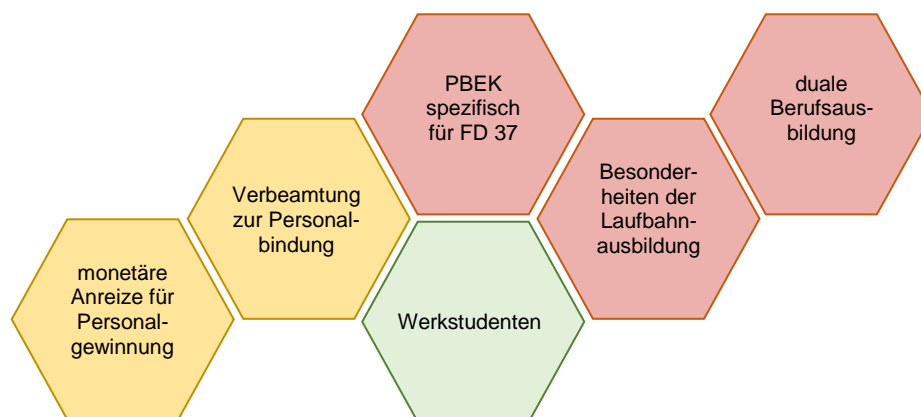 PBEK
spezifisch
für FD 37
duale
Berufsaus-
bildung
Verbeamtung
zur Personal-
bindung
Besonder-
heiten der
Laufbahn-
ausbildung
monetäre
Anreize für
Personal-
gewinnung
Werkstudenten